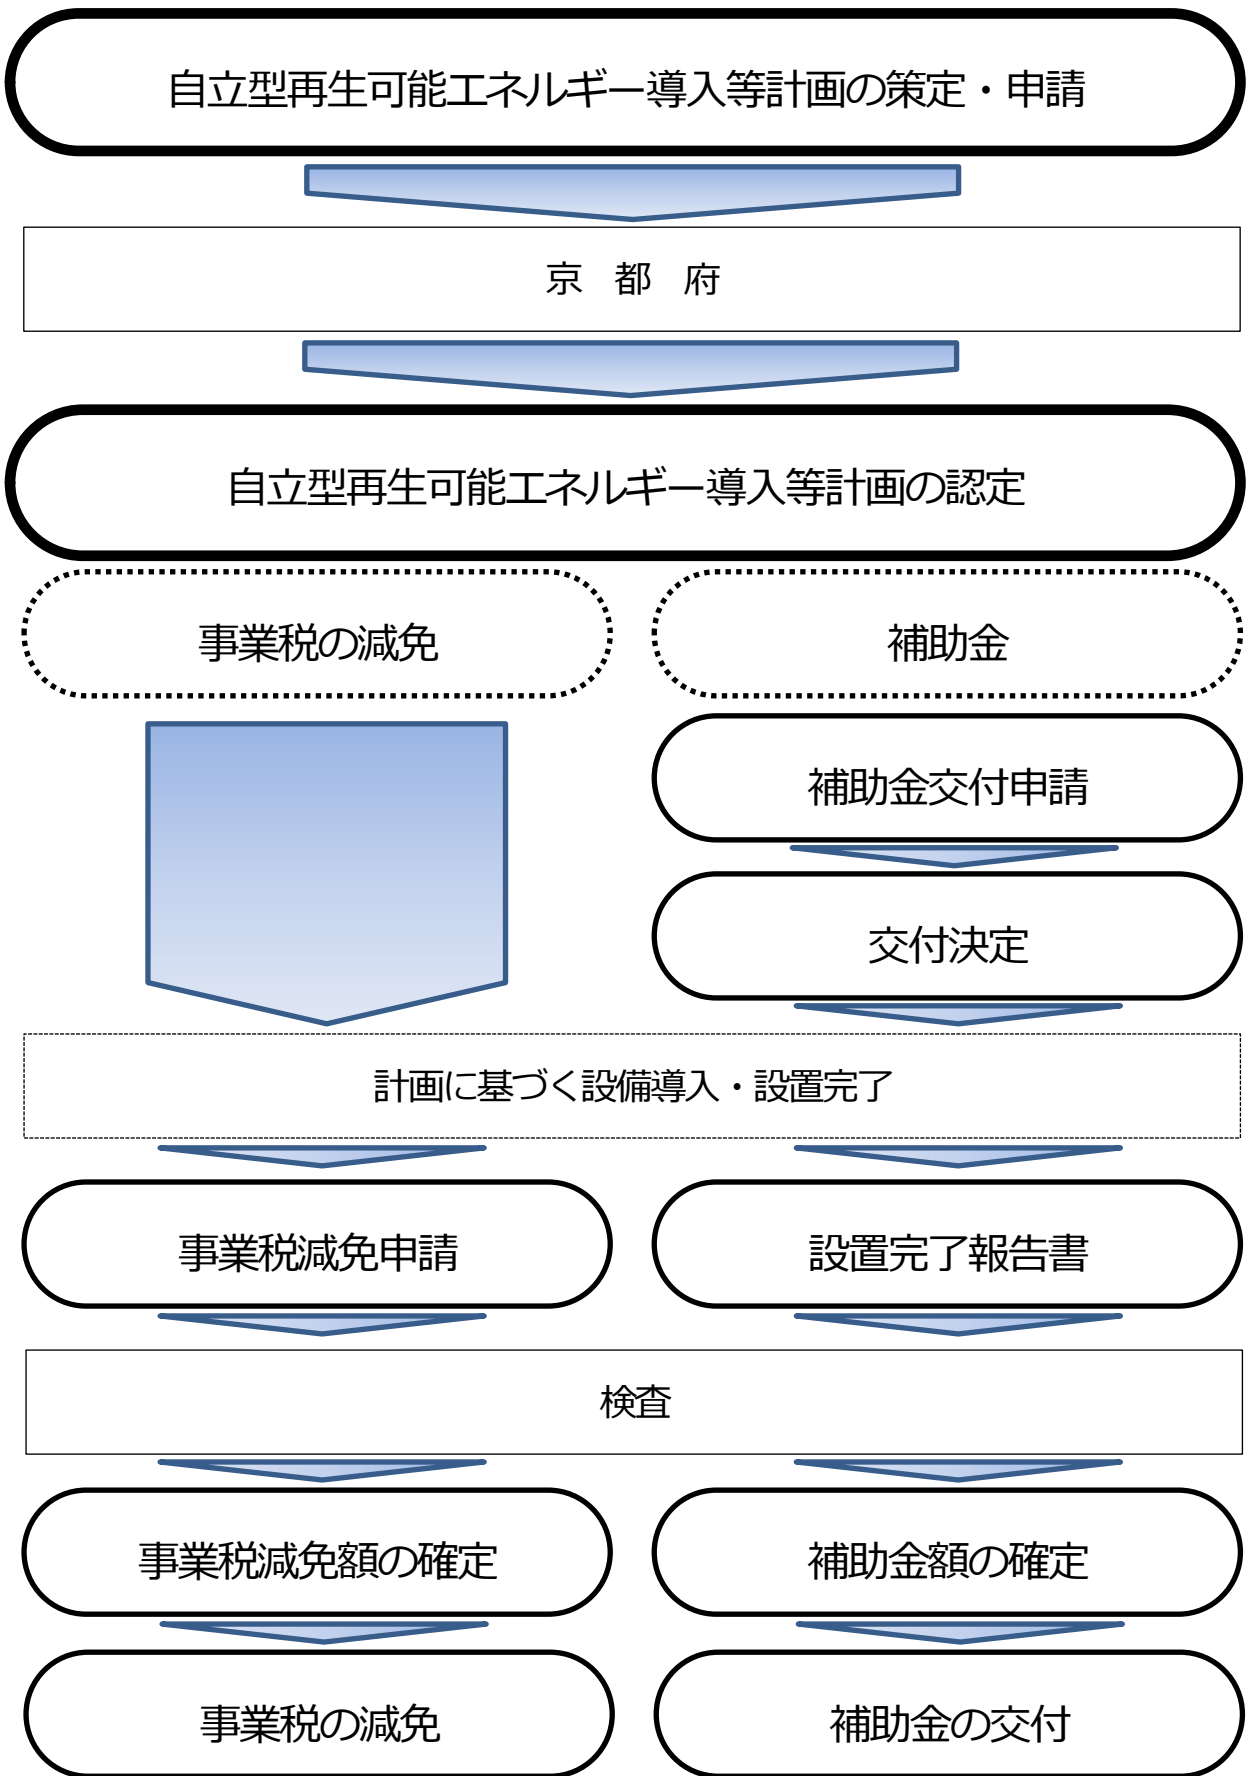 自立型再生可能エネルギー導入等計画の策定・申請
京 都 府
自立型再生可能エネルギー導入等計画の認定
事業税の減免
補助金
補助金交付申請
交付決定
計画に基づく設備導入・設置完了
事業税減免申請
設置完了報告書
検査
事業税減免額の確定
補助金額の確定
事業税の減免
補助金の交付